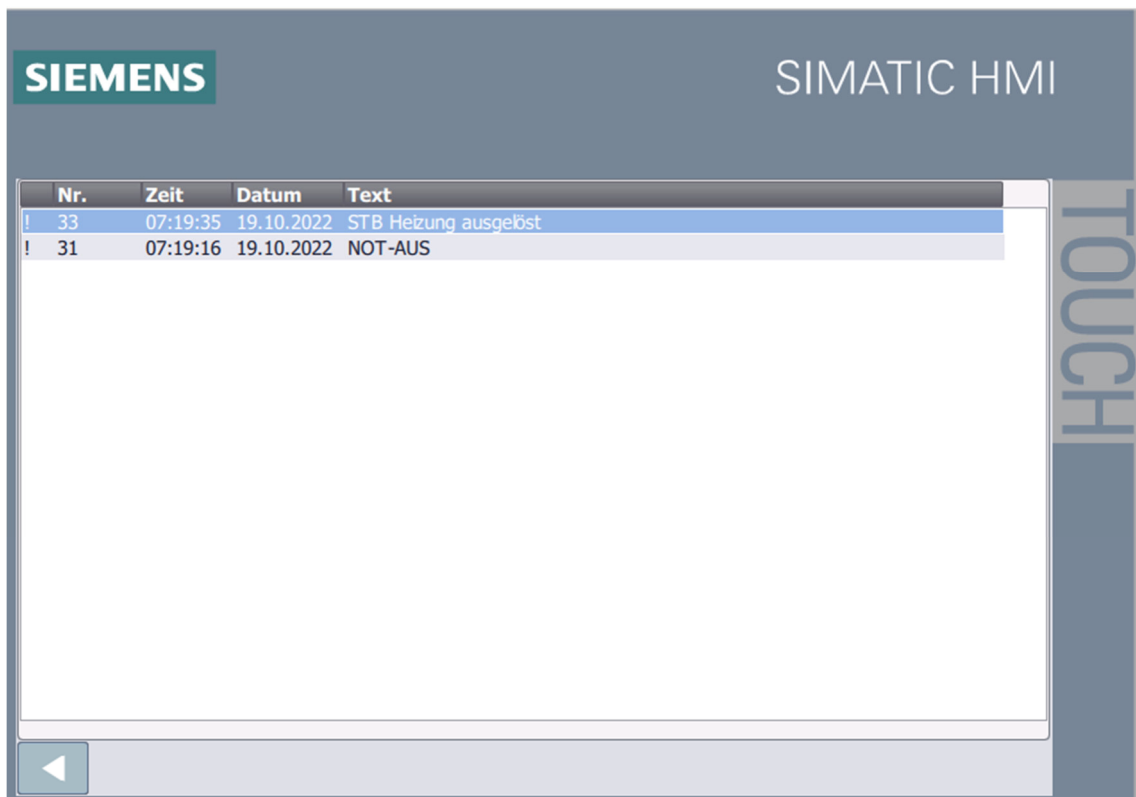 SIEMENS
SIMATIC HMI
TOUCH
Nr. Zeit Datum Text
! 33 07:19:35 19.10.2022 STB Heizung ausgelöst
! 31 07:19:16 19.10.2022 NOT-AUS